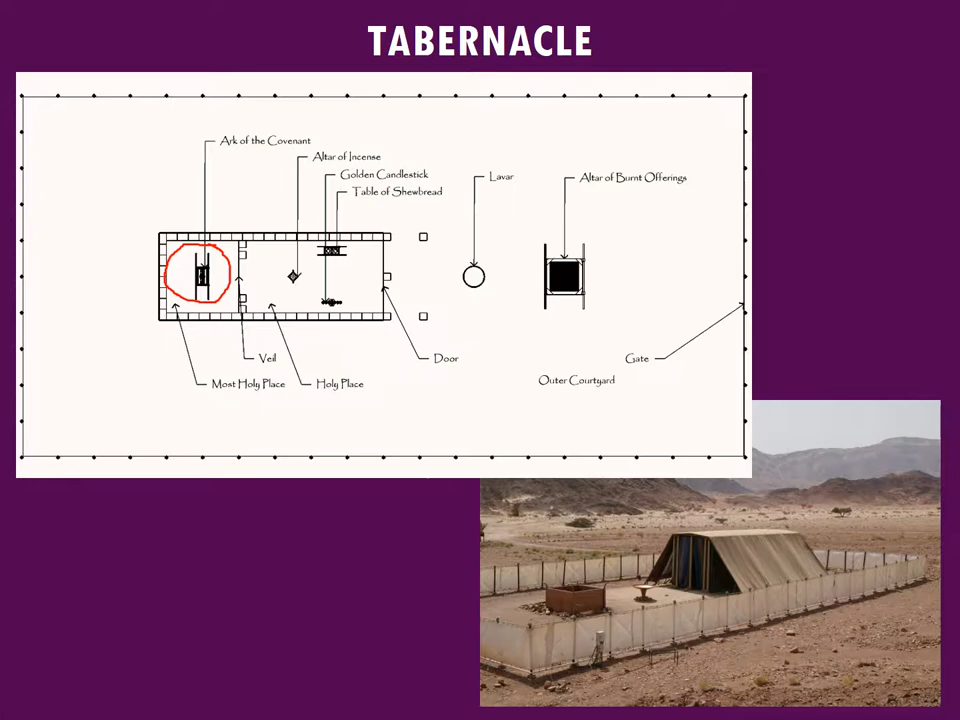 TABERNACLE
Ark of the Covenant
Altar of Incense
Golden Candlestick
Table of Shewbread
Lavar
Altar of Burnt Offerings
Veil
Door
Gate
Most Holy Place
Holy Place
Outer Courtyard